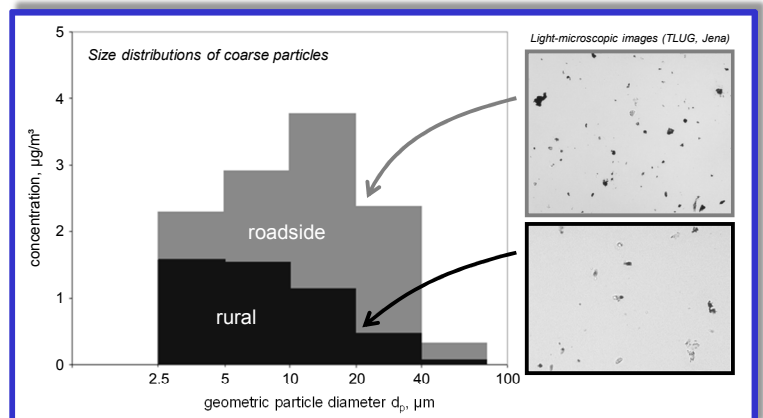 Light-microscopic images (TLUG, Jena)
5
Size distributions of coarse particles
4
3
2
1
0
concentration, µg/m³
roadside
rural
2.5 5 10 20 40 100
geometric particle diameter dp, µm